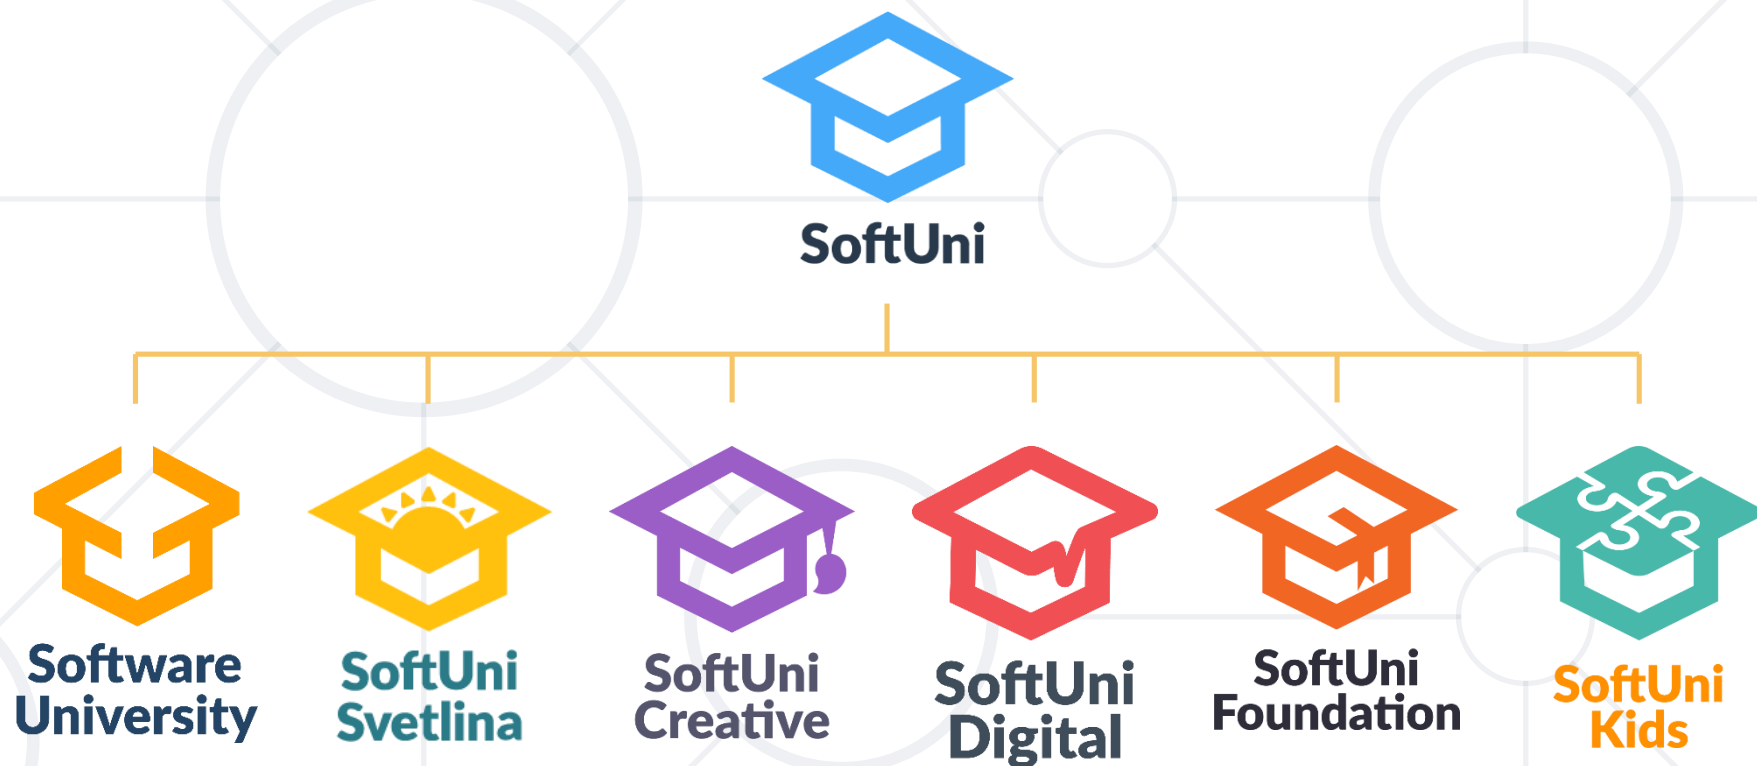 SoftUni
Software
University
SoftUni
Svetlina
SoftUni
Creative
SoftUni
Digital
SoftUni
Foundation
SoftUni
Kids